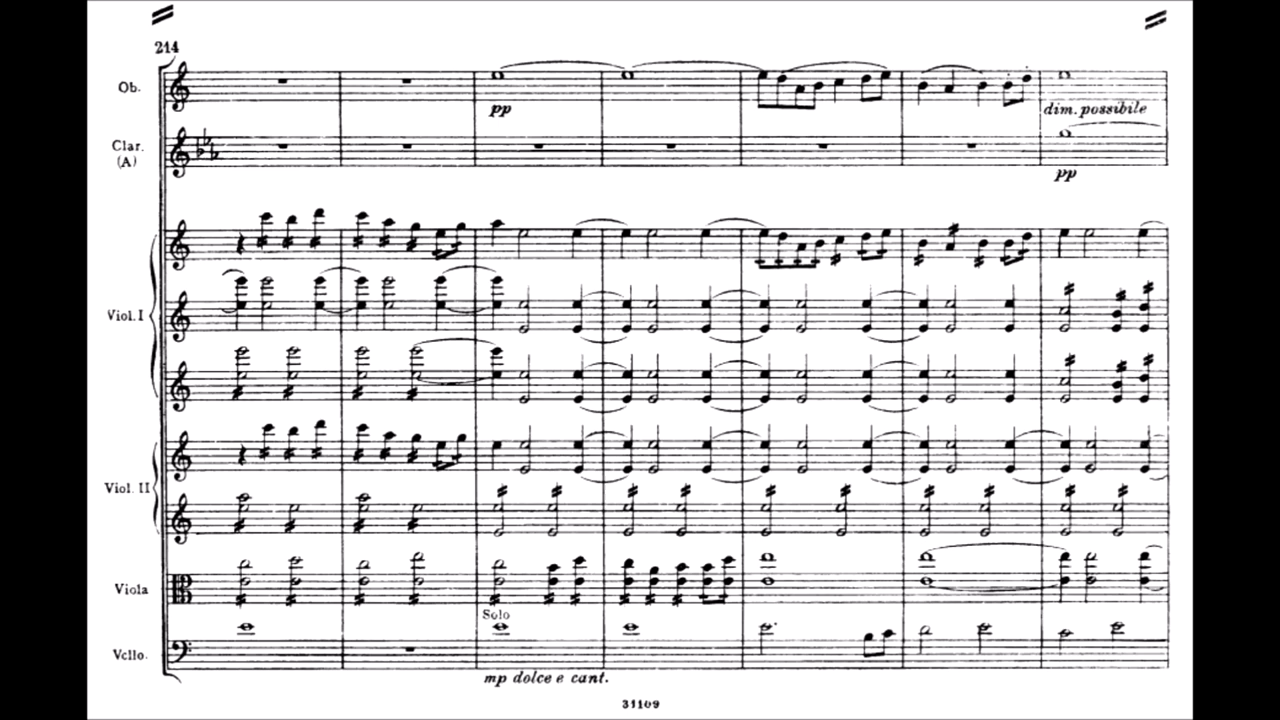 214
Ob.
pp
dim. possibile
Clar.
(A)
pp
Viol. I
Viol. II
Viola
Solo
Vcllo.
mp dolce e cant.
31109